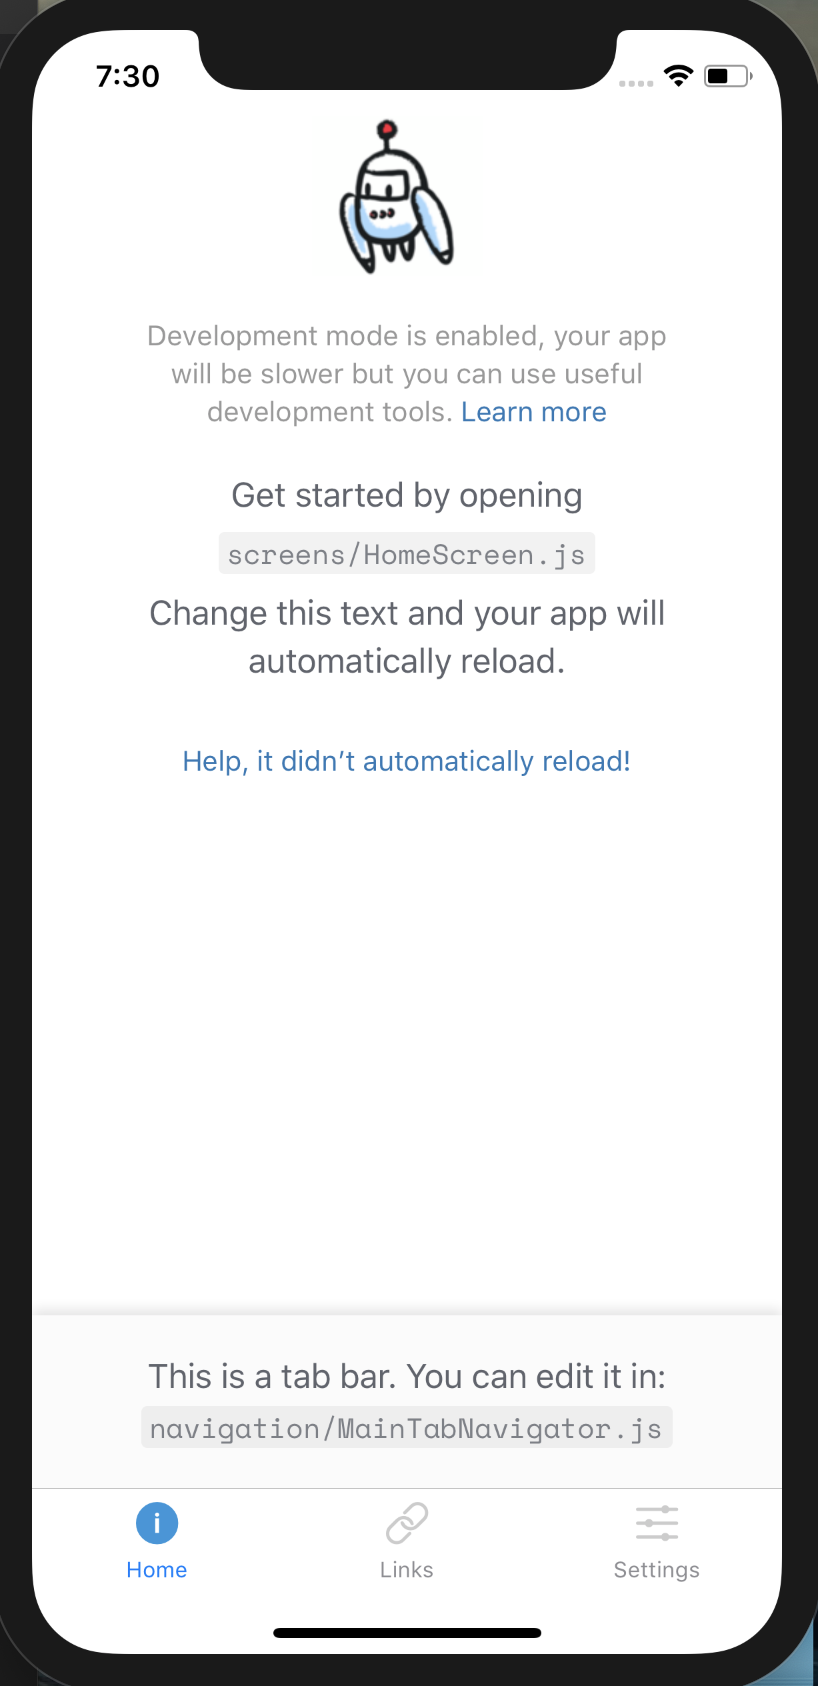 7:30
Development mode is enabled, your app
will be slower but you can use useful
development tools. Learn more
Get started by opening
screens/HomeScreen.js
Change this text and your app will
automatically reload.
Help, it didn’t automatically reload!
This is a tab bar. You can edit it in:
navigation/MainTabNavigator.js
Home Links Settings